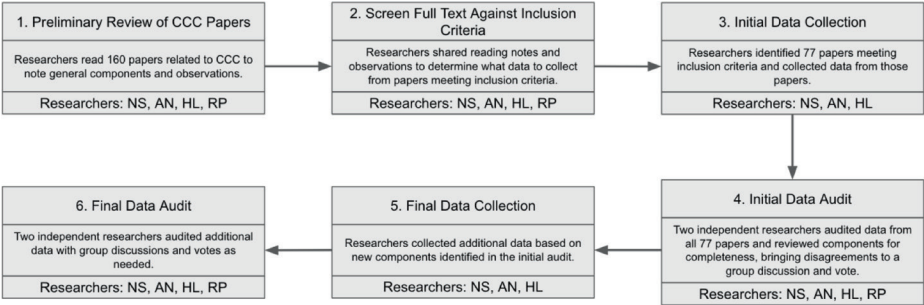 1. Preliminary Review of CCC Papers
Researchers read 160 papers related to CCC to
note general components and observations.
Researchers: NS, AN, HL, RP
2. Screen Full Text Against Inclusion
Criteria
Researchers shared reading notes and
observations to determine what data to collect
from papers meeting inclusion criteria.
Researchers: NS, AN, HL, RP
3. Initial Data Collection
Researchers identified 77 papers meeting
inclusion criteria and collected data from those
papers.
Researchers: NS, AN, HL
4. Initial Data Audit
Two independent researchers audited data from
all 77 papers and reviewed components for
completeness, bringing disagreements to a
group discussion and vote.
Researchers: NS, AN, HL, RP
5. Final Data Collection
Researchers collected additional data based on
new components identified in the initial audit.
Researchers: NS, AN, HL
6. Final Data Audit
Two independent researchers audited additional
data with group discussions and votes as
needed.
Researchers: NS, AN, HL, RP